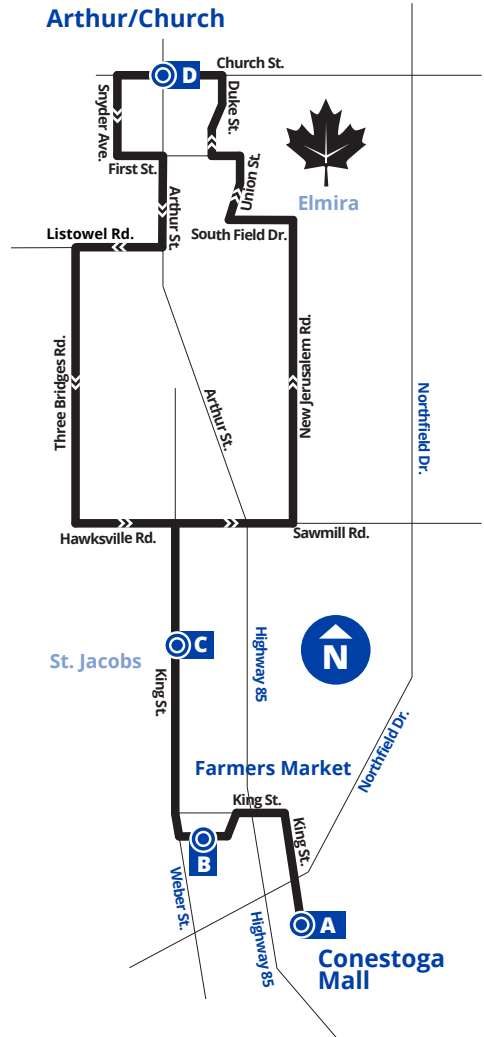 Arthur/Church
Church St.
D
Snyder Ave.
Duke St.
First St.
Union St.
Elmira
Arthur St.
Listowel Rd.
South Field Dr.
Three Bridges Rd.
New Jerusalem Rd.
Arthur St.
Northfield Dr.
Hawksville Rd.
Sawmill Rd.
C
St. Jacobs
King St.
Highway 85
N
Northfield Dr.
Farmers Market
King St.
King St.
B
Weber St.
Highway 85
A
Conestoga
Mall